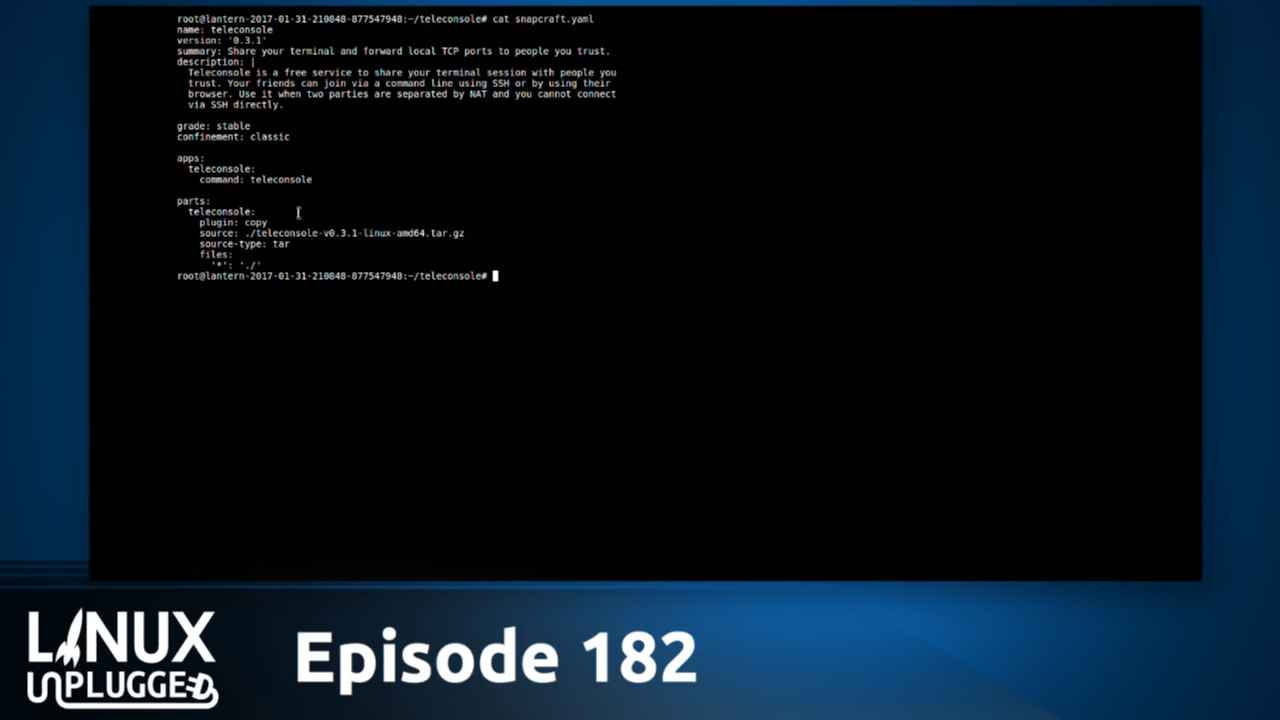 root@lantern-2017-01-31-210848-877547948:~/teleconsole# cat snapcraft.yaml
name: teleconsole
version: '0.3.1'
summary: Share your terminal and forward local TCP ports to people you trust.
description: |
  Teleconsole is a free service to share your terminal session with people you
  trust. Your friends can join via a command line using SSH or by using their
  browser. Use it when two parties are separated by NAT and you cannot connect
  via SSH directly.
grade: stable
confinement: classic
apps:
  teleconsole:
    command: teleconsole
parts:
  teleconsole:
    plugin: copy
    source: ./teleconsole-v0.3.1-linux-amd64.tar.gz
    source-type: tar
    files:
      '*': './'
root@lantern-2017-01-31-210848-877547948:~/teleconsole#
LINUX
UNPLUGGED
Episode 182